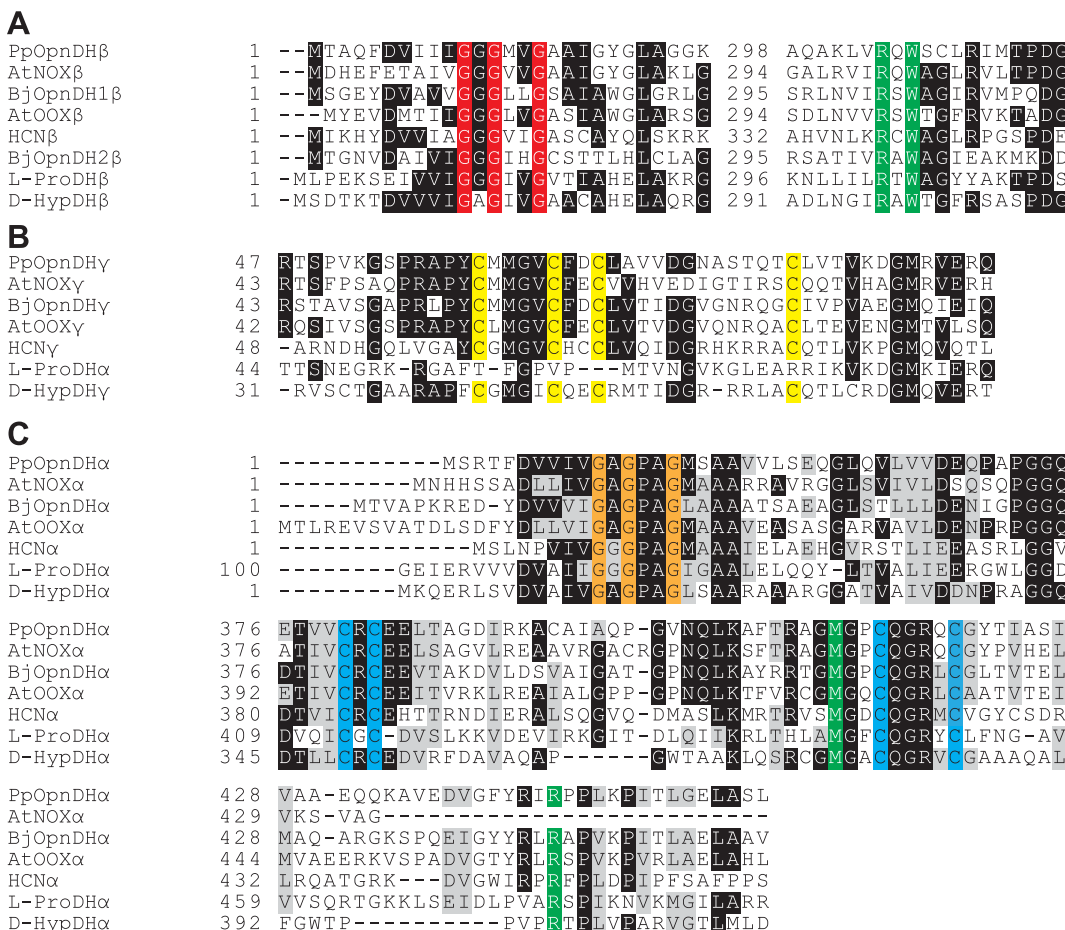 A
PpOpnDHβ 1 --MTAQFDVIIIGGGMVGAAIGYGLAGGK 298 AQAKLVRQWSCLRIMTPDG
AtNOXβ 1 --MDHEFETAIVGGGVVGAAIGYGLAKLG 294 GALRVIRQWAGLRVLTPDG
BjOpnDH1β 1 --MSGEYDVAVVGGGLLGSAIAWGLGRLG 295 SRLNVIRSWAGIRVMPQDG
AtOOXβ 1 ---MYEVDMTIIGGGLVGASIAWGLARSG 294 SDLNVVRSWTGFRVKTADG
HCNβ 1 --MIKHYDVVIAGGGVIGASCAYQLSKRK 332 AHVNLKRCWAGLRPGSPDE
BjOpnDH2β 1 --MTGNVDAIVIGGGIHGCSTTLHLCLAG 295 RSATIVRAWAGIEAKMKDD
L-ProDHβ 1 -MLPEKSEIVVIGGGIVGVTIAHELAKRG 296 KNLLILRTWAGYYAKTPDS
D-HypDHβ 1 -MSDTKTDVVVIGAGIVGAACAHELAQRG 291 ADLNGIRAWTGFRSASPDG
B
PpOpnDHγ 47 RTSPVKGSPRAPYCMMGVCFDCLAVVDGNASTQTCLVTVKDGMRVERQ
AtNOXγ 43 RTSFPSAQPRAPYCMMGVCFECVVHVEDIGTIRSCQQTVHAGMRVERH
BjOpnDHγ 43 RSTAVSGAPRLPYCMMGVCFDCLVTIDGVGNRQGCIVPVAEGMQIEIQ
AtOOXγ 42 RQSIVSGSPRAPYCLMGVCFECLVTVDGVQNRQACLTEVENGMTVLSQ
HCNγ 48 -ARNDHGQLVGAYCGMGVCHCCLVQIDGRHKRRACQTLVKPGMQVQTL
L-ProDHα 44 TTSNEGRK-RGAFT-FGPVP---MTVNGVKGLEARRIKVKDGMKIERQ
D-HypDHγ 31 -RVSCTGAARAPFCGMGICQECRMTIDGR-RRLACQTLCRDGMQVERT
C
PpOpnDHα 1 -----------MSRTFDVVIVGAGPAGMSAAVVLSEQGLQVLVVDEQPAPGGQ
AtNOXα 1 ---------MNHHSSADLLIVGAGPAGMAAARRAVRGGLSVIVLDSQSQPGGQ
BjOpnDHα 1 -----MTVAPKRED-YDVVVIGAGPAGLAAAATSAEAGLSTLLLDENIGPGGQ
AtOOXα 1 MTLREVSVATDLSDFYDLLVIGAGPAGMAAAVEASASGARVAVLDENPRPGGQ
HCNα 1 -------------MSLNPVIVGGGPAGMAAAIELAEHGVRSTLIEEASRLGGV
L-ProDHα 100 --------GEIERVVVDVAIIGGGPAGIGAALELQQY-LTVALIEERGWLGGD
D-HypDHα 1 ---------MKQERLSVDVAIVGAGPAGLSAARAAARGGATVAIVDDNPRAGGQ
PpOpnDHα 376 ETVVCRCEELTAGDIRKACAIAQP-GVNQLKAFTRAGMGPCQGRQCGYTIASI
AtNOXα 376 ATIVCRCEELSAGVLREAAVRGACRGPNQLKSFTRAGMGPCQGRQCGYPVHEL
BjOpnDHα 376 DTIVCRCEEVTAKDVLDSVAIGAT-GPNQLKAYRRTGMGPCQGRLCGLTVTEL
AtOOXα 392 ETIVCRCEEITVRKLREAIALGPP-GPNQLKTFVRCGMGPCQGRLCAATVTEI
HCNα 380 DTVICRCEHTTRNDIERALSQGVQ-DMASLKMRTRVSMGDCQGRMCVGYCSDR
L-ProDHα 409 DVQICGC-DVSLKKVDEVIRKGIT-DLQIIKRLTHLAMGFCQGRYCLFNG-AV
D-HypDHα 345 DTLLCRCEDVRFDAVAQAP------GWTAAKLQSRCGMGACQGRVCGAAAQAL
PpOpnDHα 428 VAA-EQQKAVEDVGFYRIRPPLKPITLGELASL
AtNOXα 429 VKS-VAG--------------------------
BjOpnDHα 428 MAQ-ARGKSPQEIGYYRLRAPVKPITLAELAAV
AtOOXα 444 MVAEERKVSPADVGTYRLRSPVKPVRLAELAHL
HCNα 432 LRQATGRK---DVGWIRPRFPLDPIPFSAFPPS
L-ProDHα 459 VVSQRTGKKLSEIDLPVARSPIKNVKMGILARR
D-HypDHα 392 FGWTP----------PVPRTPLVPARVGTLMLD